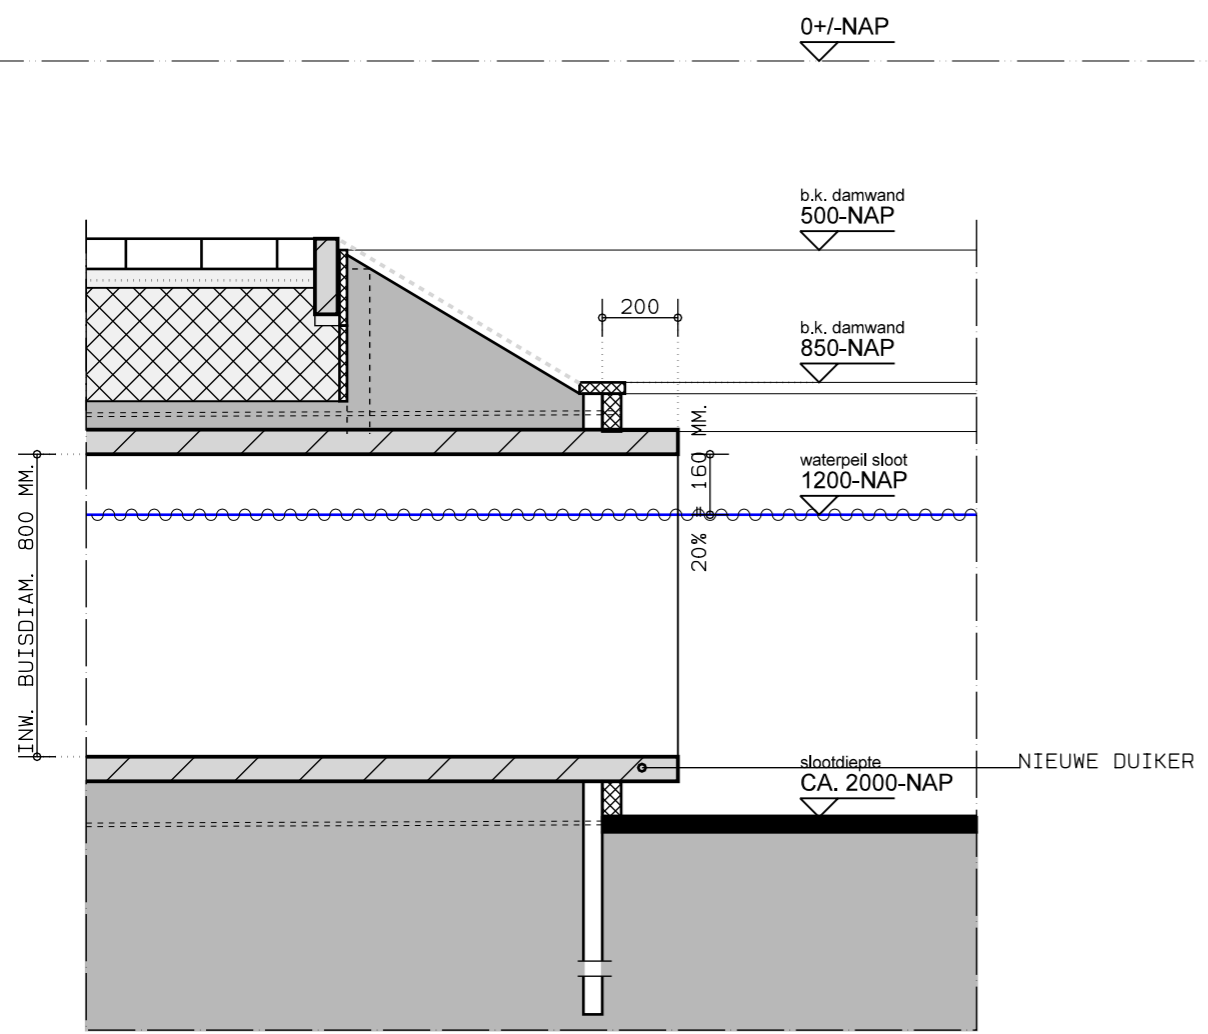 0+/-NAP
b.k. damwand
500-NAP
200
b.k. damwand
850-NAP
20% = 160 MM.
waterpeil sloot
1200-NAP
INW. BUISDIAM. 800 MM.
slootdiepte
CA. 2000-NAP
NIEUWE DUIKER